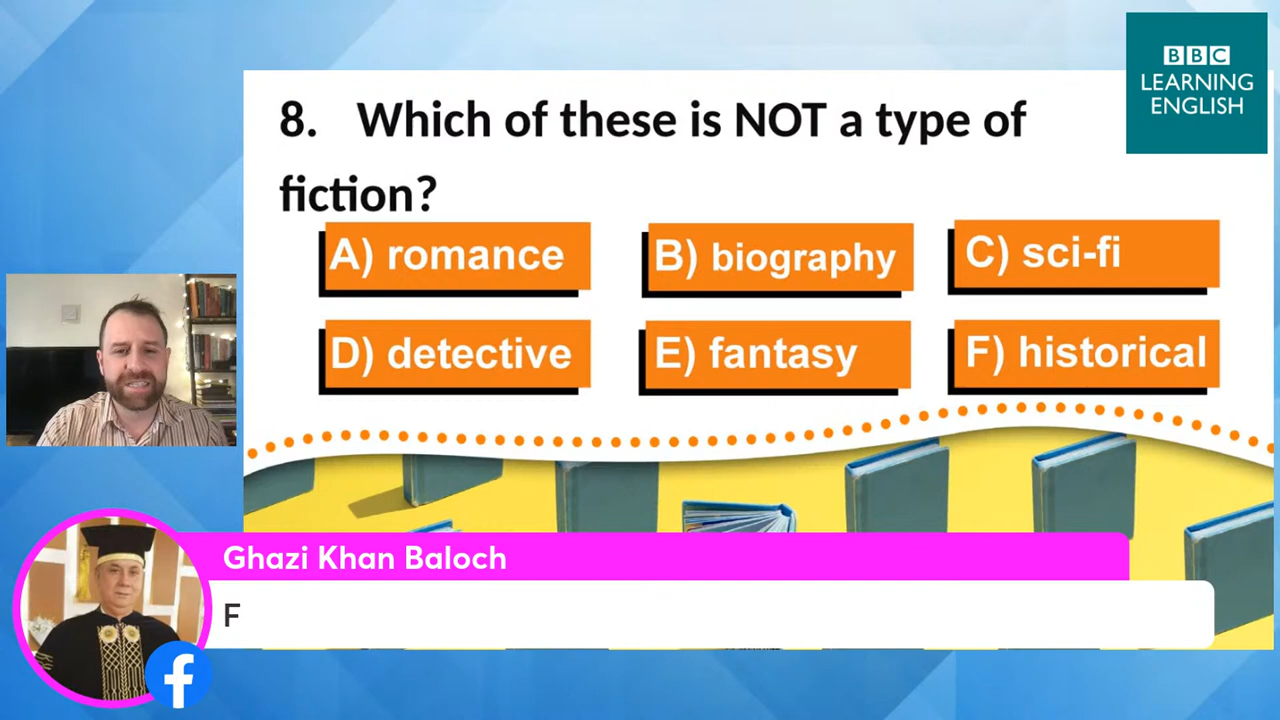 BBC
LEARNING
ENGLISH
8. Which of these is NOT a type of
fiction?
A) romance
B) biography
C) sci-fi
D) detective
E) fantasy
F) historical
Ghazi Khan Baloch
F